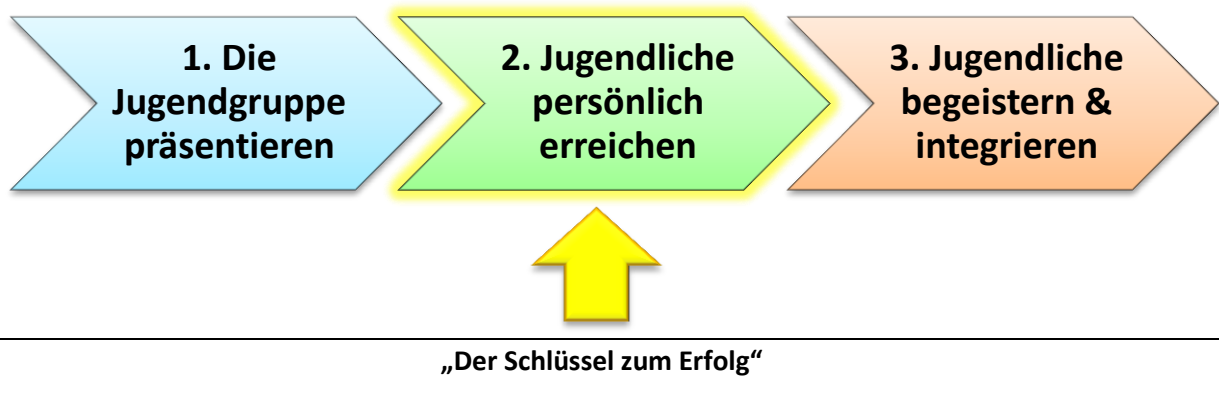 1. Die
Jugendgruppe
präsentieren
2. Jugendliche
persönlich
erreichen
3. Jugendliche
begeistern &
integrieren
„Der Schlüssel zum Erfolg“